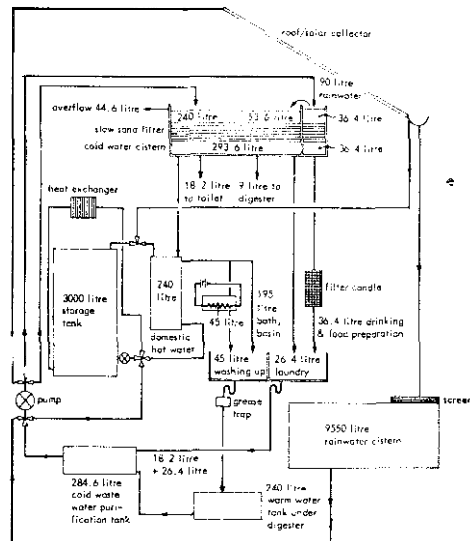 roof/solar collector
90
litre
rainwater
overflow 44.6 litre
240
litre
53.6 litre
36.4 litre
slow sand filter
cold water cistern
293.6 litre
36.4 litre
18.2 litre
to toilet
9 litre to
digester
heat exchanger
3000 litre
storage
tank
240
litre
domestic
hot water
45 litre
195
litre
bath,
basin
filter candle
36.4 litre drinking
& food preparation
45 litre
washing up
26.4 litre
laundry
pump
grease
trap
screen
9550 litre
rainwater cistern
18.2 litre
+ 26.4 litre
284.6 litre
cold waste
water puri-
fication tank
240 litre
warm water
tank under
digester